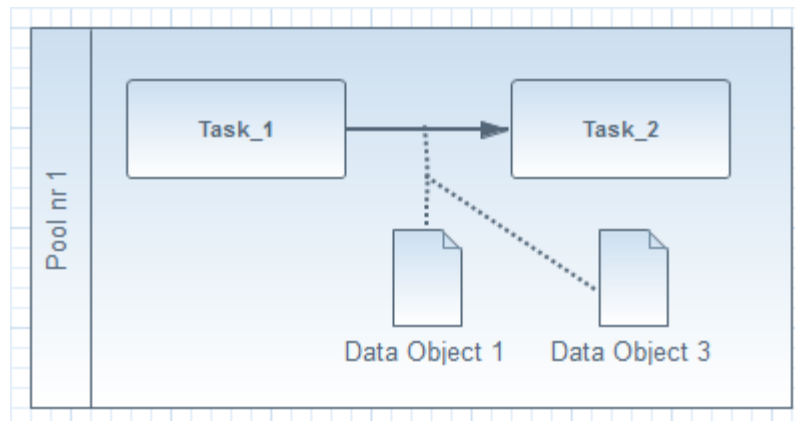 Pool nr 1
Task_1
Task_2
Data Object 1
Data Object 3